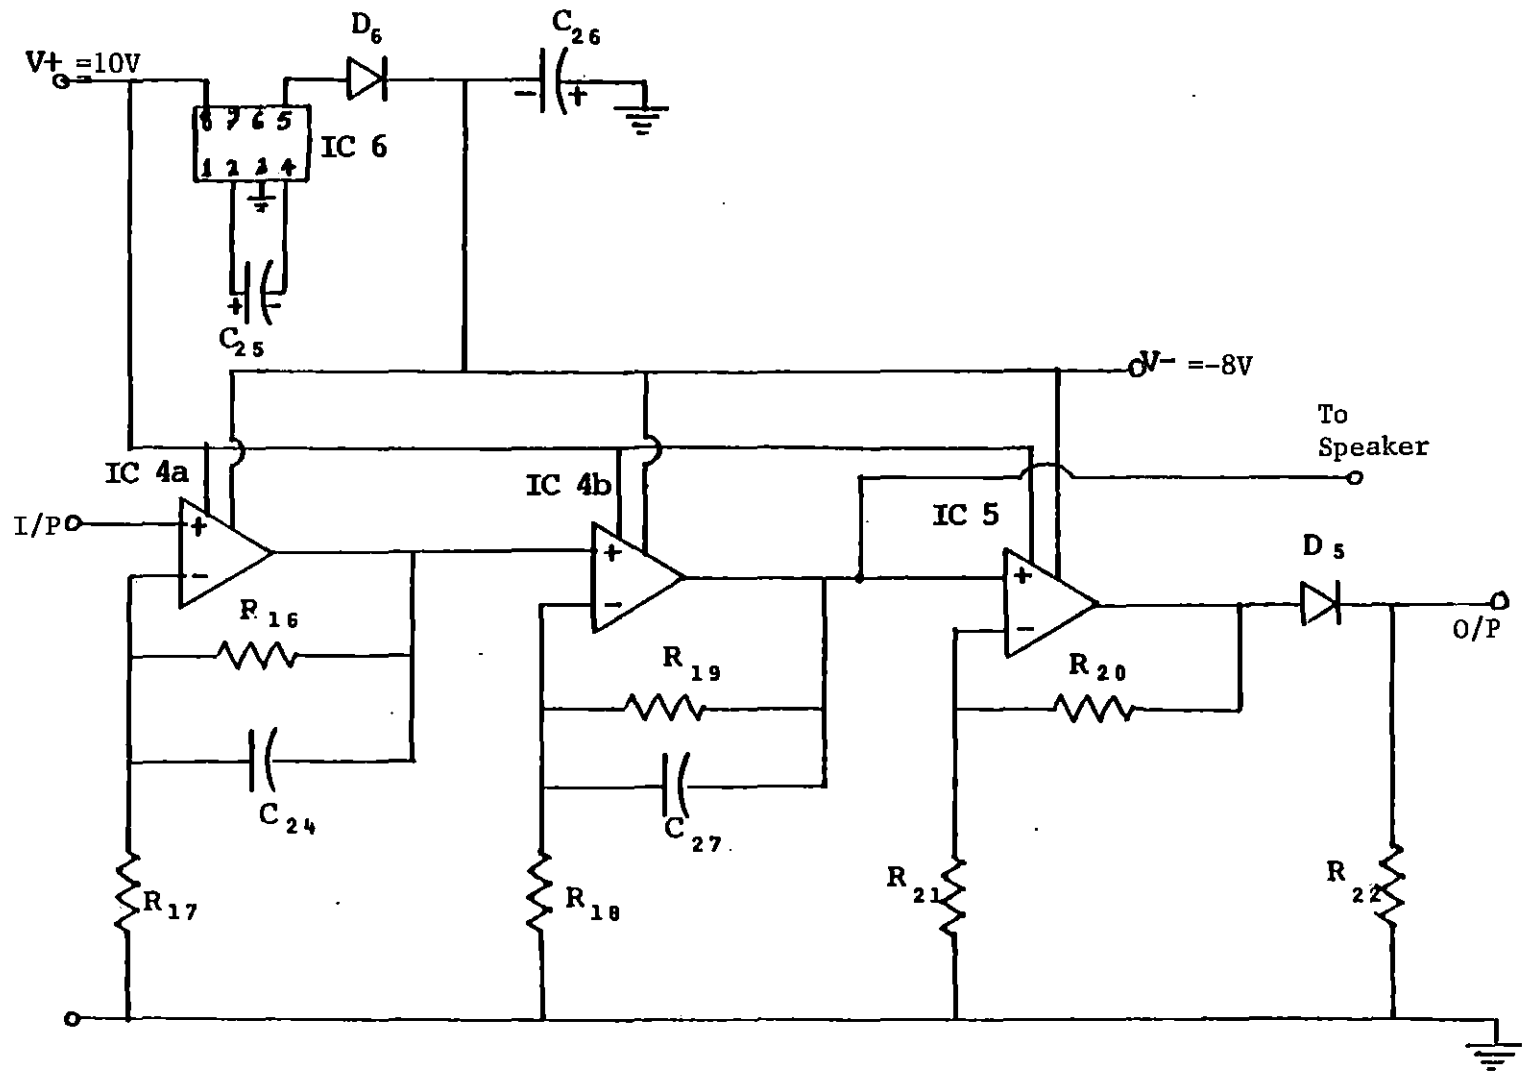 D6
C26
V+ =10V
8 7 6 5
IC 6
1 2 3 4
+ -
- +
C25
V- =-8V
To
Speaker
IC 4a
IC 4b
IC 5
I/P
+
-
+
-
+
-
D5
O/P
R16
R19
R20
C24
C27
R17
R18
R21
R22